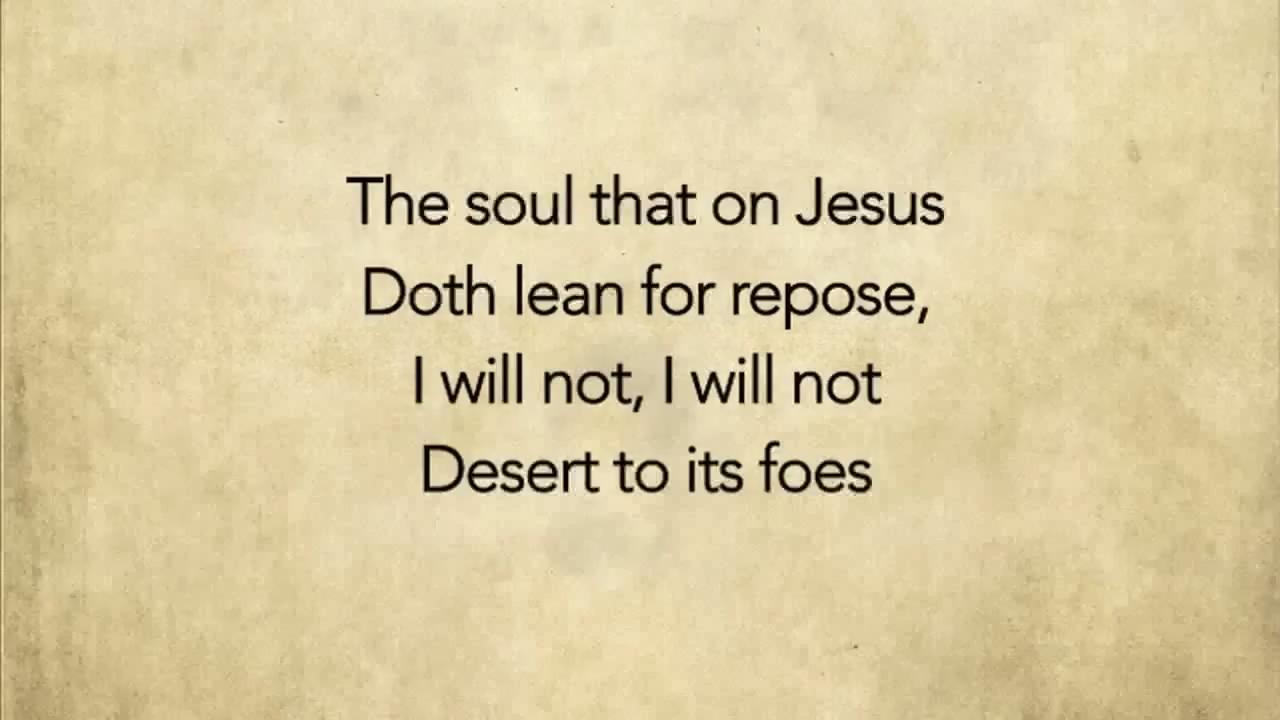 The soul that on Jesus
Doth lean for repose,
I will not, I will not
Desert to its foes